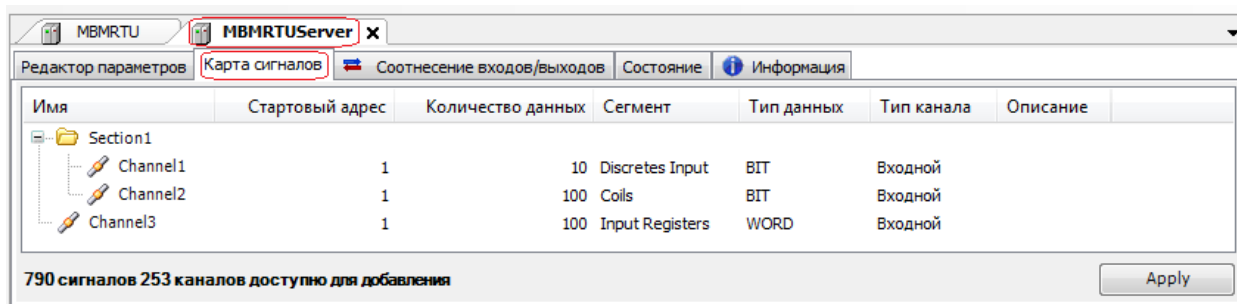 MBMRTU MBMRTUServer x
Редактор параметров Карта сигналов Соотнесение входов/выходов Состояние Информация
Имя Стартовый адрес Количество данных Сегмент Тип данных Тип канала Описание
Section1
Channel1 1 10 Discretes Input BIT Входной
Channel2 1 100 Coils BIT Входной
Channel3 1 100 Input Registers WORD Входной
790 сигналов 253 каналов доступно для добавления Apply